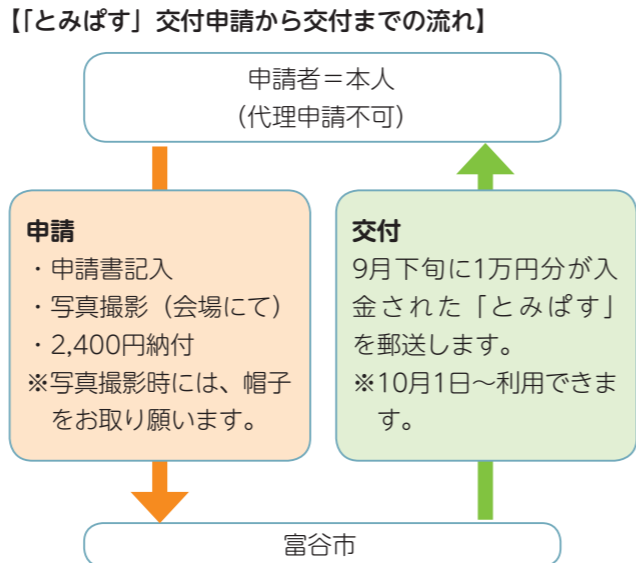 【「とみぱす」交付申請から交付までの流れ】
申請者＝本人
（代理申請不可）
申請
・申請書記入
・写真撮影（会場にて）
・2,400円納付
※写真撮影時には、帽子
をお取り願います。
交付
9月下旬に1万円分が入
金された「とみぱす」
を郵送します。
※10月1日～利用できま
す。
富谷市